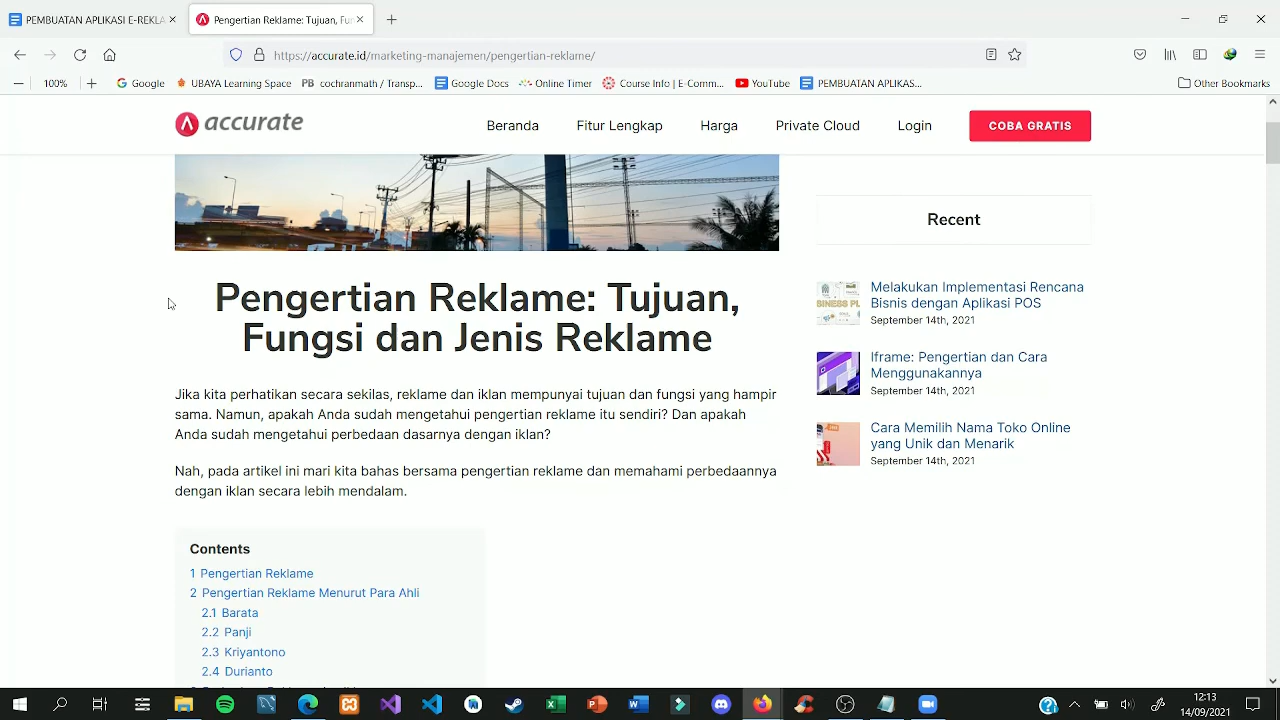 PEMBUATAN APLIKASI E-REKLA
Pengertian Reklame: Tujuan, Fun
https://accurate.id/marketing-manajemen/pengertian-reklame/
100%
Google
UBAYA Learning Space
PB cochranmath / Transp...
Google Docs
Online Timer
Course Info | E-Comm...
YouTube
PEMBUATAN APLIKAS...
Other Bookmarks
accurate
Beranda
Fitur Lengkap
Harga
Private Cloud
Login
COBA GRATIS
Pengertian Reklame: Tujuan,
Fungsi dan Jenis Reklame
Jika kita perhatikan secara sekilas, reklame dan iklan mempunyai tujuan dan fungsi yang hampir
sama. Namun, apakah Anda sudah mengetahui pengertian reklame itu sendiri? Dan apakah
Anda sudah mengetahui perbedaan dasarnya dengan iklan?
Nah, pada artikel ini mari kita bahas bersama pengertian reklame dan memahami perbedaannya
dengan iklan secara lebih mendalam.
Contents
1 Pengertian Reklame
2 Pengertian Reklame Menurut Para Ahli
2.1 Barata
2.2 Panji
2.3 Kriyantono
2.4 Durianto
Recent
Melakukan Implementasi Rencana
Bisnis dengan Aplikasi POS
September 14th, 2021
Iframe: Pengertian dan Cara
Menggunakannya
September 14th, 2021
Cara Memilih Nama Toko Online
yang Unik dan Menarik
September 14th, 2021
12:13
14/09/2021